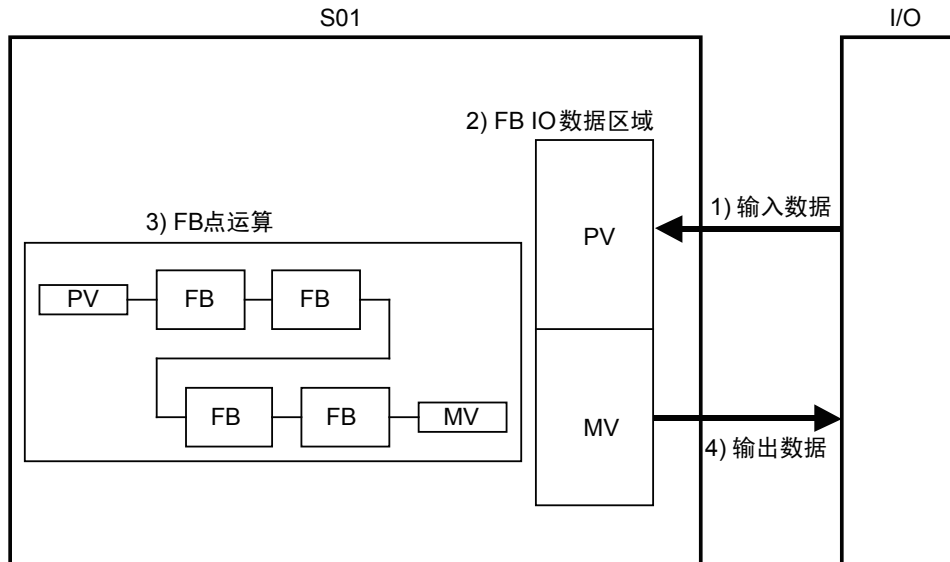 S01
I/O
2) FB IO数据区域
1) 输入数据
3) FB点运算
PV
PV
FB
FB
FB
FB
MV
MV
4) 输出数据